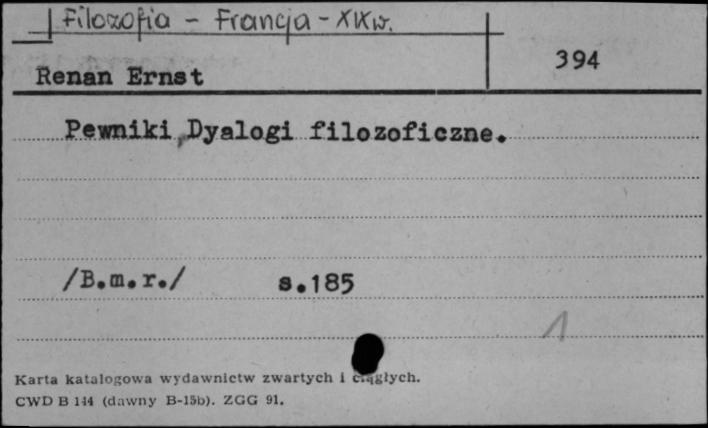 Filozofia - Francja - XIX w.
Renan Ernst
394
Pewniki, Dyalogi filozoficzne.
/B.m.r./ s.185
1
Karta katalogowa wydawnictw zwartych i ciągłych.
CWD B 144 (dawny B-15b). ZGG 91.